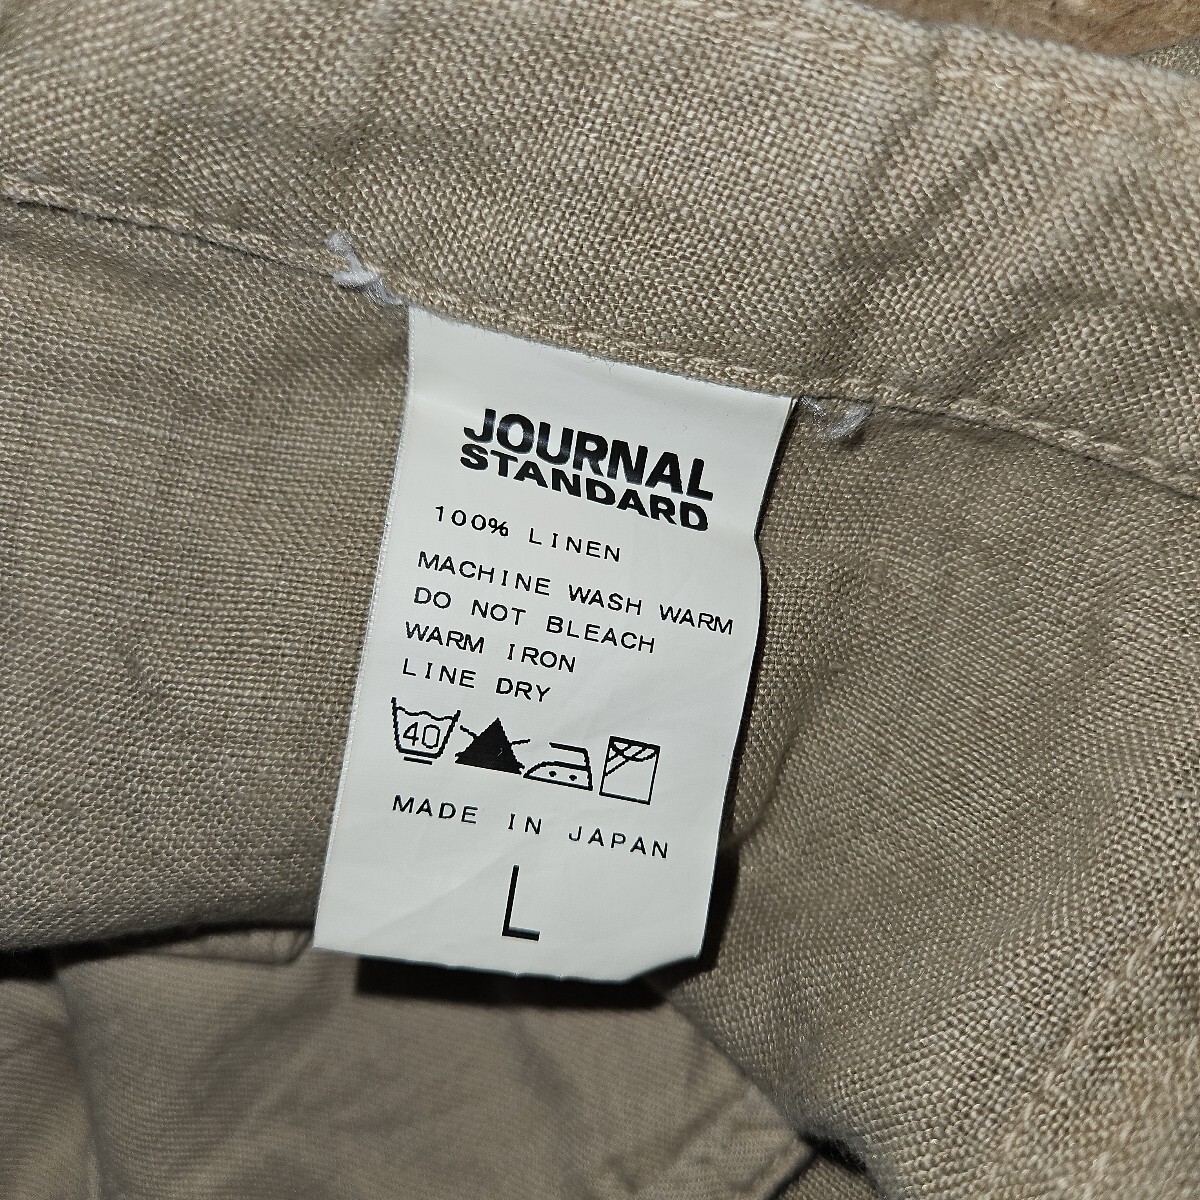 JOURNAL
STANDARD
100% LINEN
MACHINE WASH WARM
DO NOT BLEACH
WARM IRON
LINE DRY
40
MADE IN JAPAN
L